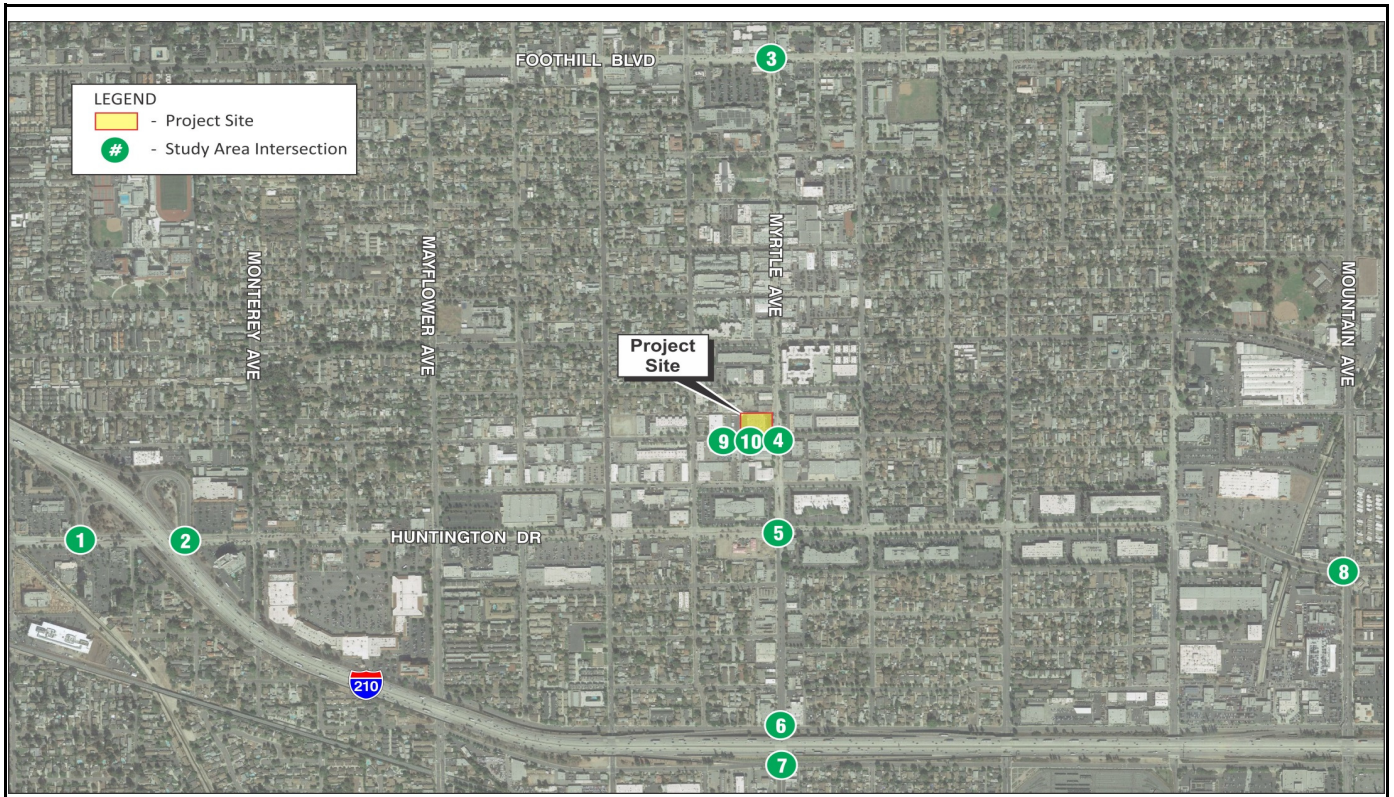 3
FOOTHILL BLVD
LEGEND
- Project Site
# - Study Area Intersection
MONTEREY AVE
MAYFLOWER AVE
MYRTLE AVE
MOUNTAIN AVE
Project
Site
9 10 4
1 2 HUNTINGTON DR 5
8
210
6
7